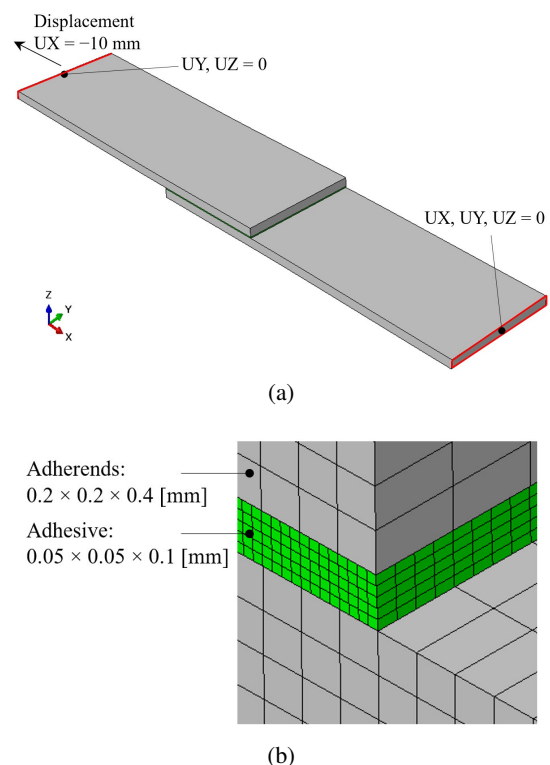 Displacement
UX = −10 mm
UY, UZ = 0
UX, UY, UZ = 0
Z
Y
X
(a)
Adherends:
0.2 × 0.2 × 0.4 [mm]
Adhesive:
0.05 × 0.05 × 0.1 [mm]
(b)